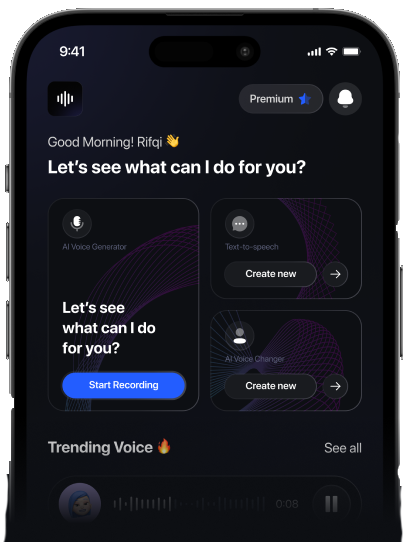 9:41
Premium
Good Morning! Rifqi 👋
Let's see what can I do for you?
AI Voice Generator
Let's see
what can I do
for you?
Start Recording
Text-to-speech
Create new
AI Voice Changer
Create new
Trending Voice 🔥
See all
0:08